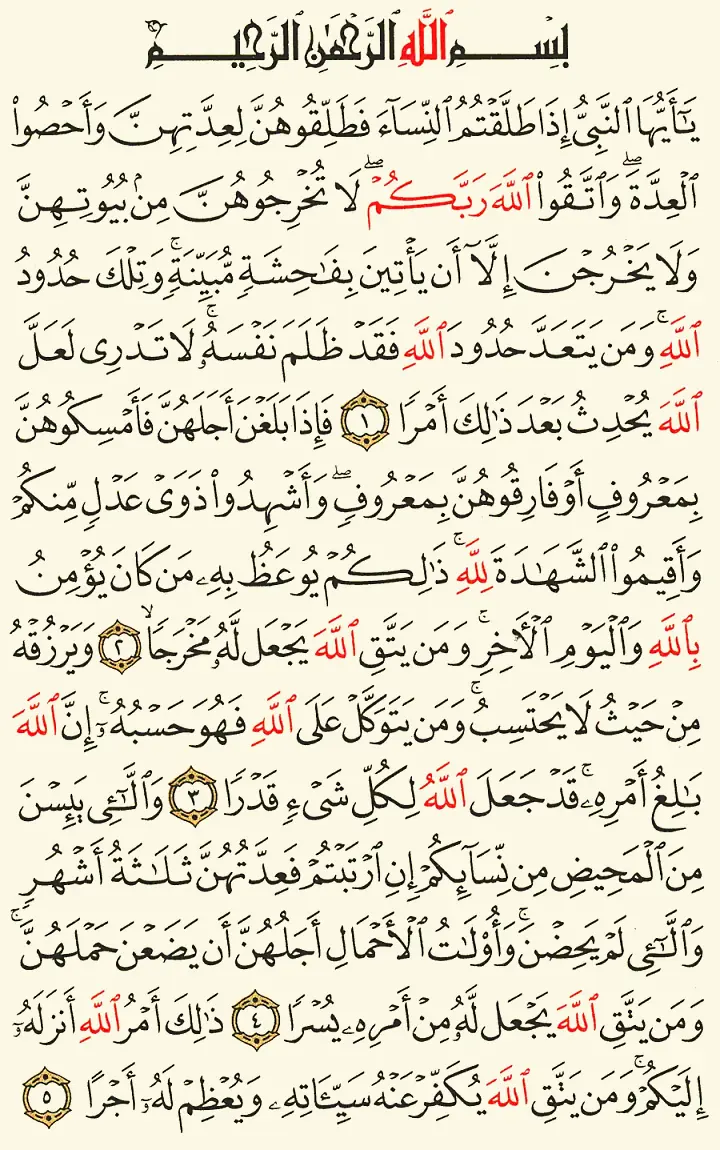 بِسْمِ ٱللَّهِ ٱلرَّحْمَٰنِ ٱلرَّحِيمِ
يَٰٓأَيُّهَا ٱلنَّبِىُّ إِذَا طَلَّقْتُمُ ٱلنِّسَآءَ فَطَلِّقُوهُنَّ لِعِدَّتِهِنَّ وَأَحْصُوا۟
ٱلْعِدَّةَ ۖ وَٱتَّقُوا۟ ٱللَّهَ رَبَّكُمْ ۖ لَا تُخْرِجُوهُنَّ مِنۢ بُيُوتِهِنَّ
وَلَا يَخْرُجْنَ إِلَّآ أَن يَأْتِينَ بِفَٰحِشَةٍ مُّبَيِّنَةٍ ۚ وَتِلْكَ حُدُودُ
ٱللَّهِ ۚ وَمَن يَتَعَدَّ حُدُودَ ٱللَّهِ فَقَدْ ظَلَمَ نَفْسَهُۥ ۚ لَا تَدْرِى لَعَلَّ
ٱللَّهَ يُحْدِثُ بَعْدَ ذَٰلِكَ أَمْرًا ١ فَإِذَا بَلَغْنَ أَجَلَهُنَّ فَأَمْسِكُوهُنَّ
بِمَعْرُوفٍ أَوْ فَارِقُوهُنَّ بِمَعْرُوفٍ ۖ وَأَشْهِدُوا۟ ذَوَىْ عَدْلٍ مِّنكُمْ
وَأَقِيمُوا۟ ٱلشَّهَٰدَةَ لِلَّهِ ۚ ذَٰلِكُمْ يُوعَظُ بِهِۦ مَن كَانَ يُؤْمِنُ
بِٱللَّهِ وَٱلْيَوْمِ ٱلْءَاخِرِ ۚ وَمَن يَتَّقِ ٱللَّهَ يَجْعَل لَّهُۥ مَخْرَجًا ۙ ٢ وَيَرْزُقْهُ
مِنْ حَيْثُ لَا يَحْتَسِبُ ۚ وَمَن يَتَوَكَّلْ عَلَى ٱللَّهِ فَهُوَ حَسْبُهُۥٓ ۚ إِنَّ ٱللَّهَ
بَٰلِغُ أَمْرِهِۦ ۚ قَدْ جَعَلَ ٱللَّهُ لِكُلِّ شَىْءٍ قَدْرًا ٣ وَٱلَّٰٓـِٔى يَئِسْنَ
مِنَ ٱلْمَحِيضِ مِن نِّسَآئِكُمْ إِنِ ٱرْتَبْتُمْ فَعِدَّتُهُنَّ ثَلَٰثَةُ أَشْهُرٍ
وَٱلَّٰٓـِٔى لَمْ يَحِضْنَ ۚ وَأُو۟لَٰتُ ٱلْأَحْمَالِ أَجَلُهُنَّ أَن يَضَعْنَ حَمْلَهُنَّ ۚ
وَمَن يَتَّقِ ٱللَّهَ يَجْعَل لَّهُۥ مِنْ أَمْرِهِۦ يُسْرًا ٤ ذَٰلِكَ أَمْرُ ٱللَّهِ أَنزَلَهُۥٓ
إِلَيْكُمْ ۚ وَمَن يَتَّقِ ٱللَّهَ يُكَفِّرْ عَنْهُ سَيِّـَٔاتِهِۦ وَيُعْظِمْ لَهُۥٓ أَجْرًا ٥